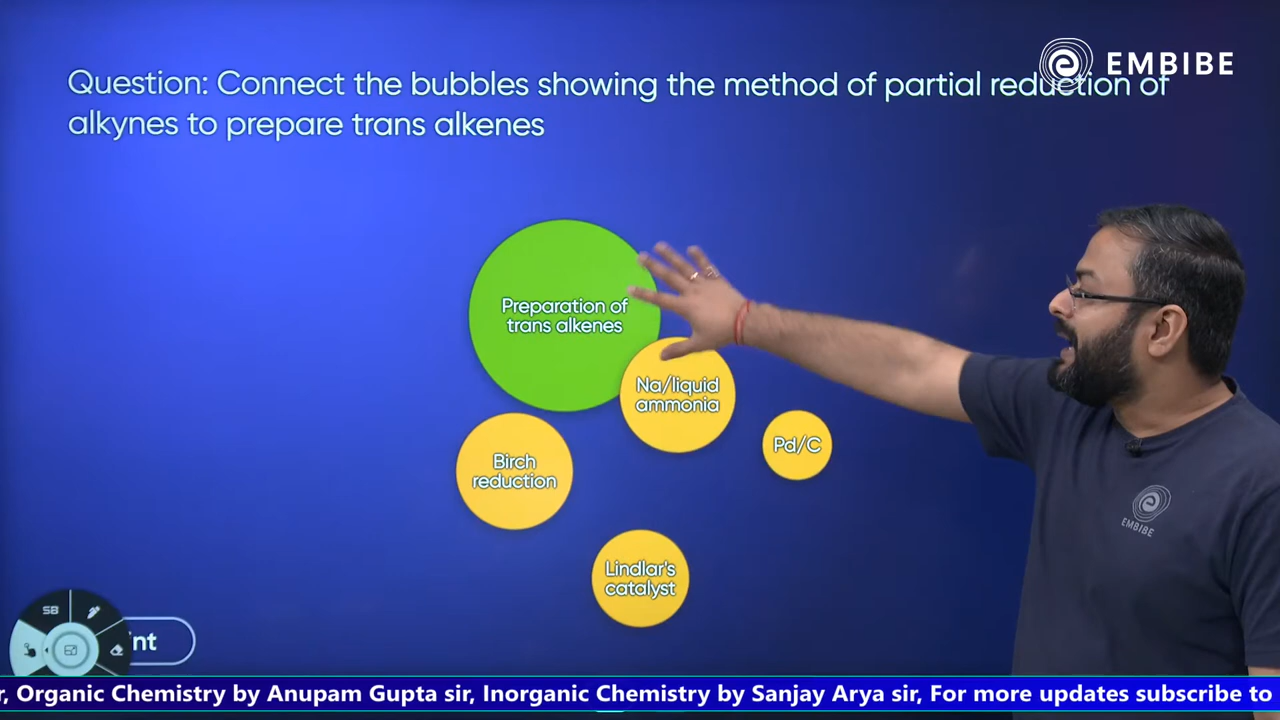 EMBIBE
Question: Connect the bubbles showing the method of partial reduction of
alkynes to prepare trans alkenes
Preparation of
trans alkenes
Na/liquid
ammonia
Pd/C
Birch
reduction
Lindlar's
catalyst
EMBIBE
SB
r, Organic Chemistry by Anupam Gupta sir, Inorganic Chemistry by Sanjay Arya sir, For more updates subscribe to